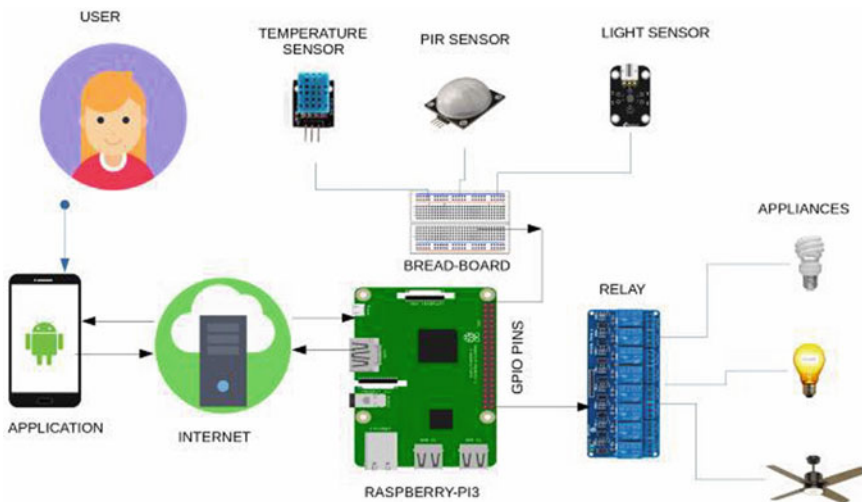 USER
TEMPERATURE
SENSOR
PIR SENSOR
LIGHT SENSOR
BREAD-BOARD
APPLIANCES
RELAY
GPIO PINS
APPLICATION
INTERNET
RASPBERRY-PI3